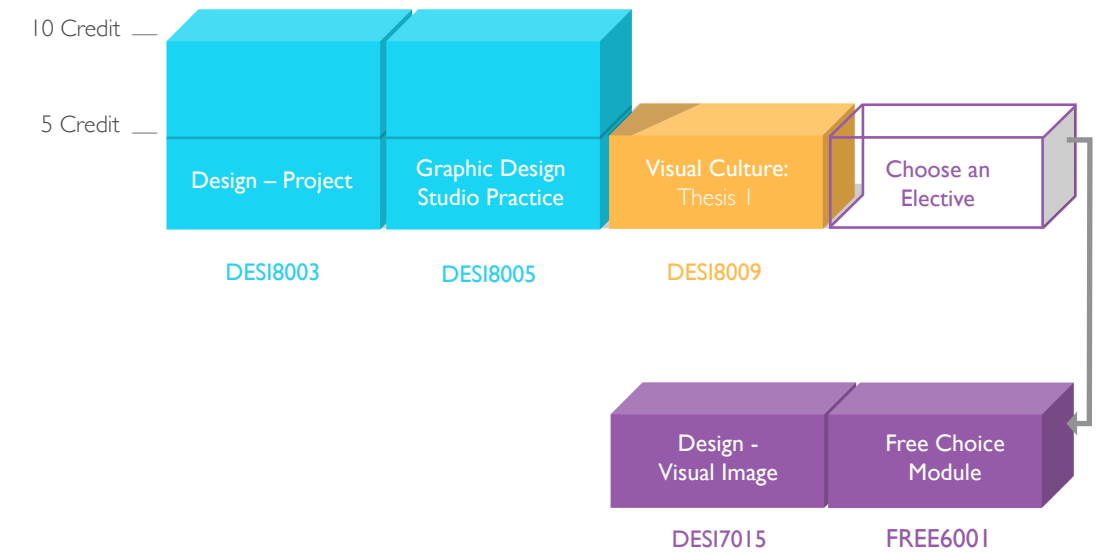 10 Credit
5 Credit
Design – Project
Graphic Design
Studio Practice
Visual Culture:
Thesis 1
Choose an
Elective
DESI8003
DESI8005
DESI8009
Design -
Visual Image
Free Choice
Module
DESI7015
FREE6001